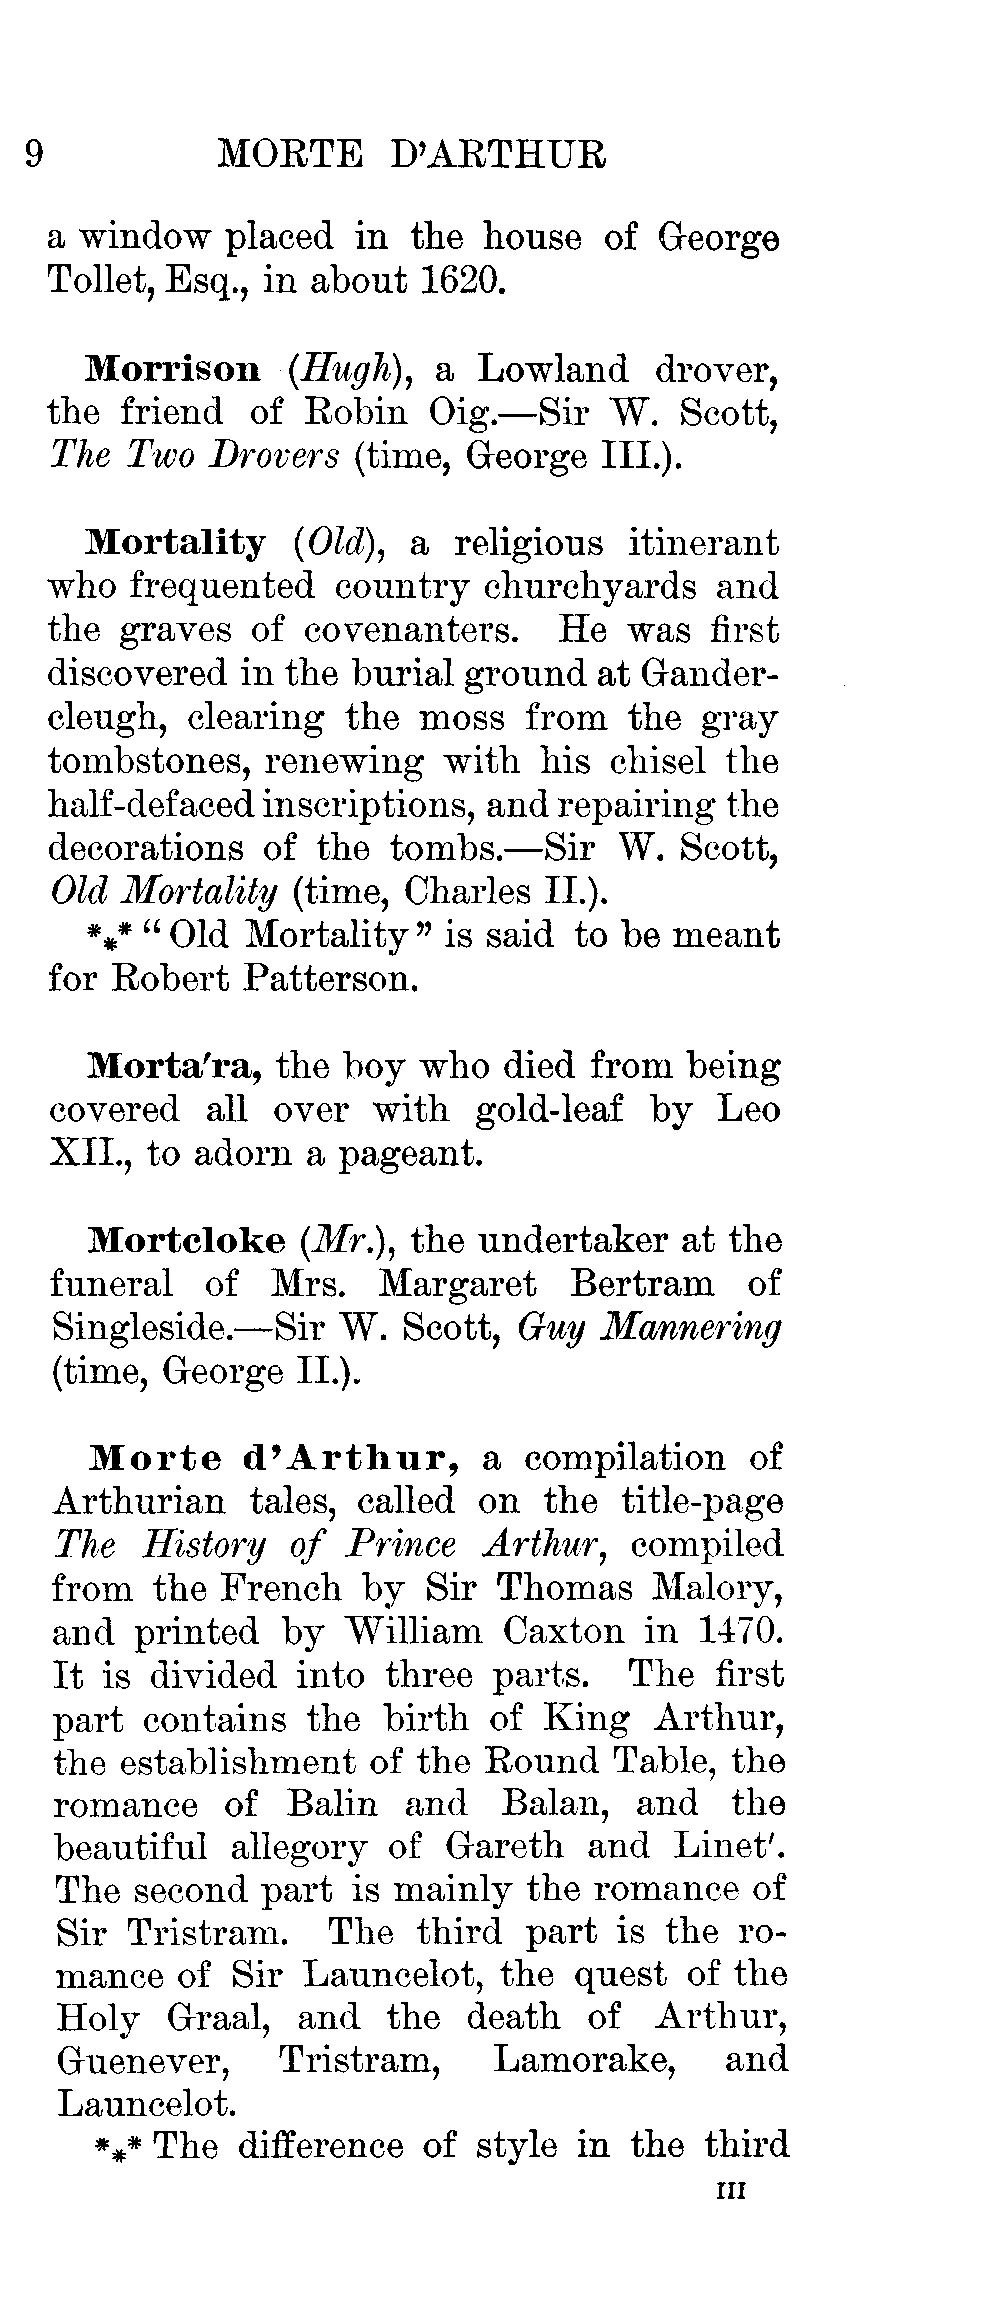 9 MORTE D'ARTHUR
a window placed in the house of George
Tollet, Esq., in about 1620.
Morrison (Hugh), a Lowland drover,
the friend of Robin Oig.—Sir W. Scott,
The Two Drovers (time, George III.).
Mortality (Old), a religious itinerant
who frequented country churchyards and
the graves of covenanters. He was first
discovered in the burial ground at Gander-
cleugh, clearing the moss from the gray
tombstones, renewing with his chisel the
half-defaced inscriptions, and repairing the
decorations of the tombs.—Sir W. Scott,
Old Mortality (time, Charles II.).
*⁎* “Old Mortality” is said to be meant
for Robert Patterson.
Morta'ra, the boy who died from being
covered all over with gold-leaf by Leo
XII., to adorn a pageant.
Mortcloke (Mr.), the undertaker at the
funeral of Mrs. Margaret Bertram of
Singleside.—Sir W. Scott, Guy Mannering
(time, George II.).
Morte d'Arthur, a compilation of
Arthurian tales, called on the title-page
The History of Prince Arthur, compiled
from the French by Sir Thomas Malory,
and printed by William Caxton in 1470.
It is divided into three parts. The first
part contains the birth of King Arthur,
the establishment of the Round Table, the
romance of Balin and Balan, and the
beautiful allegory of Gareth and Linet'.
The second part is mainly the romance of
Sir Tristram. The third part is the ro-
mance of Sir Launcelot, the quest of the
Holy Graal, and the death of Arthur,
Guenever, Tristram, Lamorake, and
Launcelot.
*⁎* The difference of style in the third
III